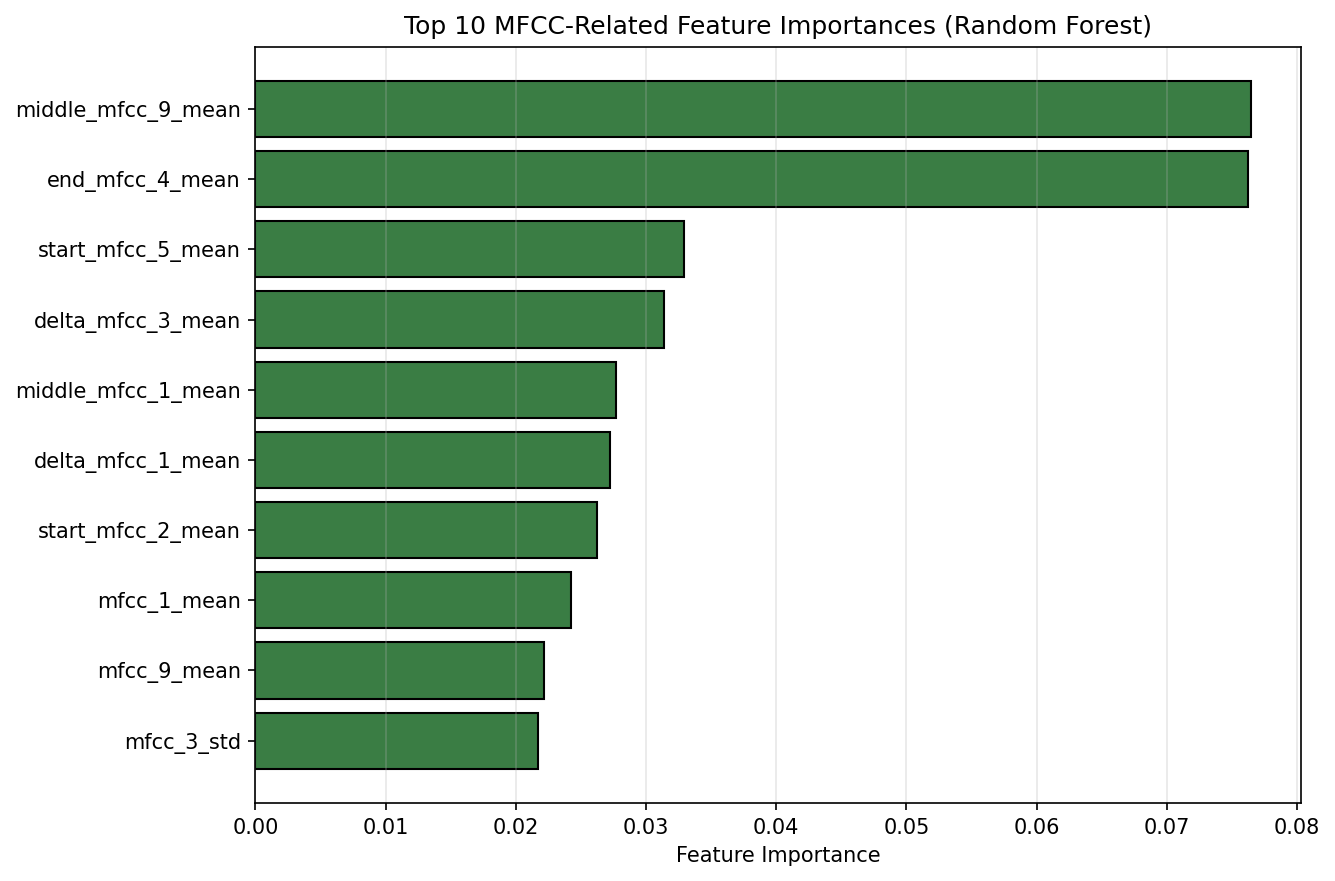 Top 10 MFCC-Related Feature Importances (Random Forest)
middle_mfcc_9_mean
end_mfcc_4_mean
start_mfcc_5_mean
delta_mfcc_3_mean
middle_mfcc_1_mean
delta_mfcc_1_mean
start_mfcc_2_mean
mfcc_1_mean
mfcc_9_mean
mfcc_3_std
0.00 0.01 0.02 0.03 0.04 0.05 0.06 0.07 0.08
Feature Importance